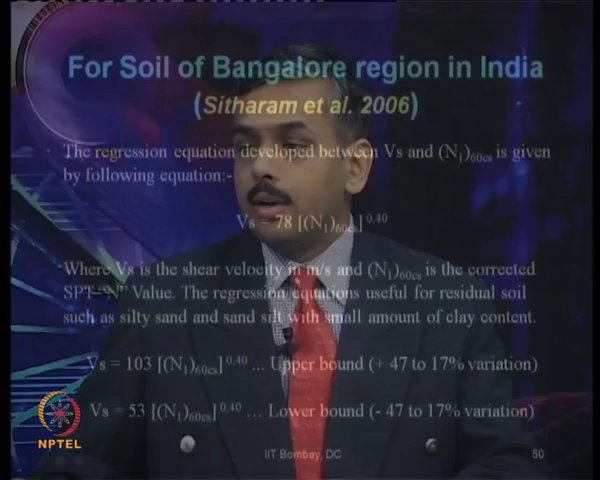 For Soil of Bangalore region in India
(Sitharam et al. 2006)
The regression equation developed between Vs and (N₁)₆₀cs is given
by following equation:-
Vs = 78 [(N₁)₆₀cs]^0.40
Where Vs is the shear velocity in m/s and (N₁)₆₀cs is the corrected
SPT "N" Value. The regression equations useful for residual soil
such as silty sand and sand silt with small amount of clay content.
Vs = 103 [(N₁)₆₀cs]^0.40 ... Upper bound (+ 47 to 17% variation)
Vs = 53 [(N₁)₆₀cs]^0.40 ... Lower bound (- 47 to 17% variation)
NPTEL
IIT Bombay, DC
50